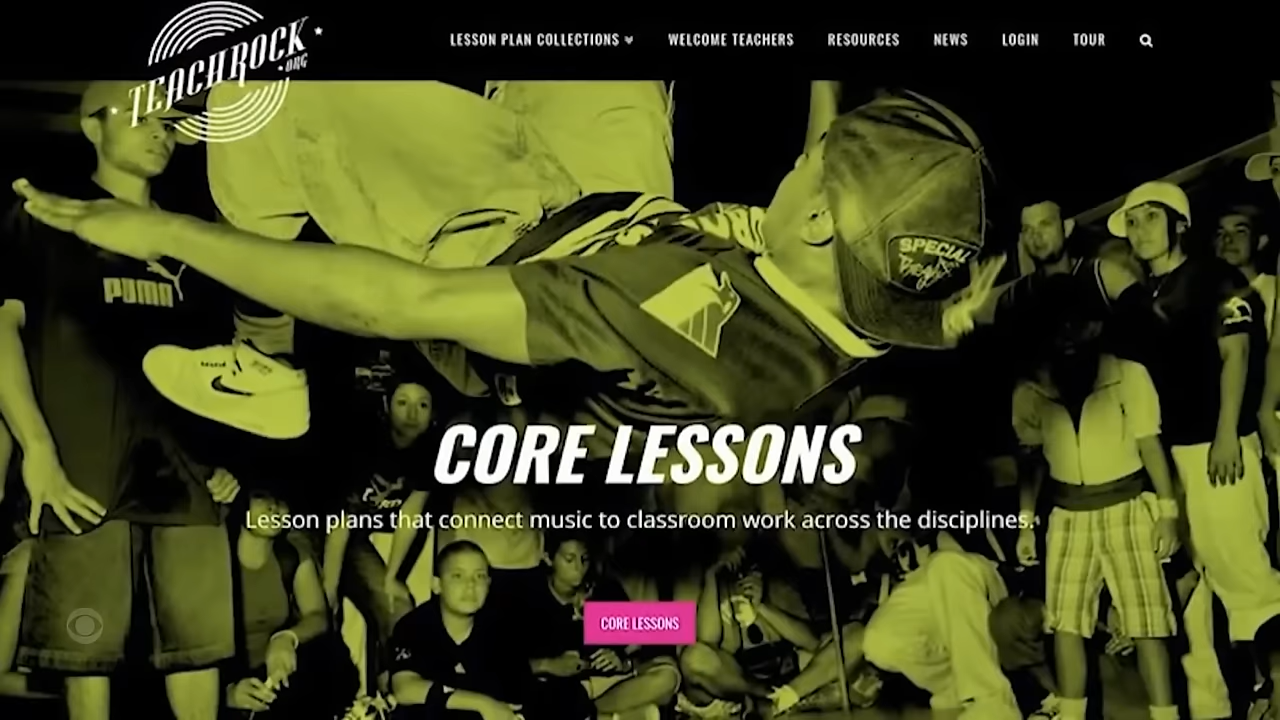 TEACHROCK
.ORG
LESSON PLAN COLLECTIONS
WELCOME TEACHERS
RESOURCES
NEWS
LOGIN
TOUR
SPECIAL
PUMA
CORE LESSONS
Lesson plans that connect music to classroom work across the disciplines.
CORE LESSONS